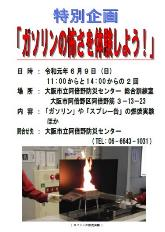 特別企画
「ガソリンの怖さを体験しよう！」
日 時 ： 令和元年６月９日（日）
11：00からと14：00からの２回
場 所 ： 大阪市立阿倍野防災センター 総合訓練室
大阪市阿倍野区阿倍野筋 3－13－23
内 容 ： 「ガソリン」や「スプレー缶」の燃焼実験
ほか
問合せ先 ： 大阪市立阿倍野防災センター
（TEL：06－6643－1031）